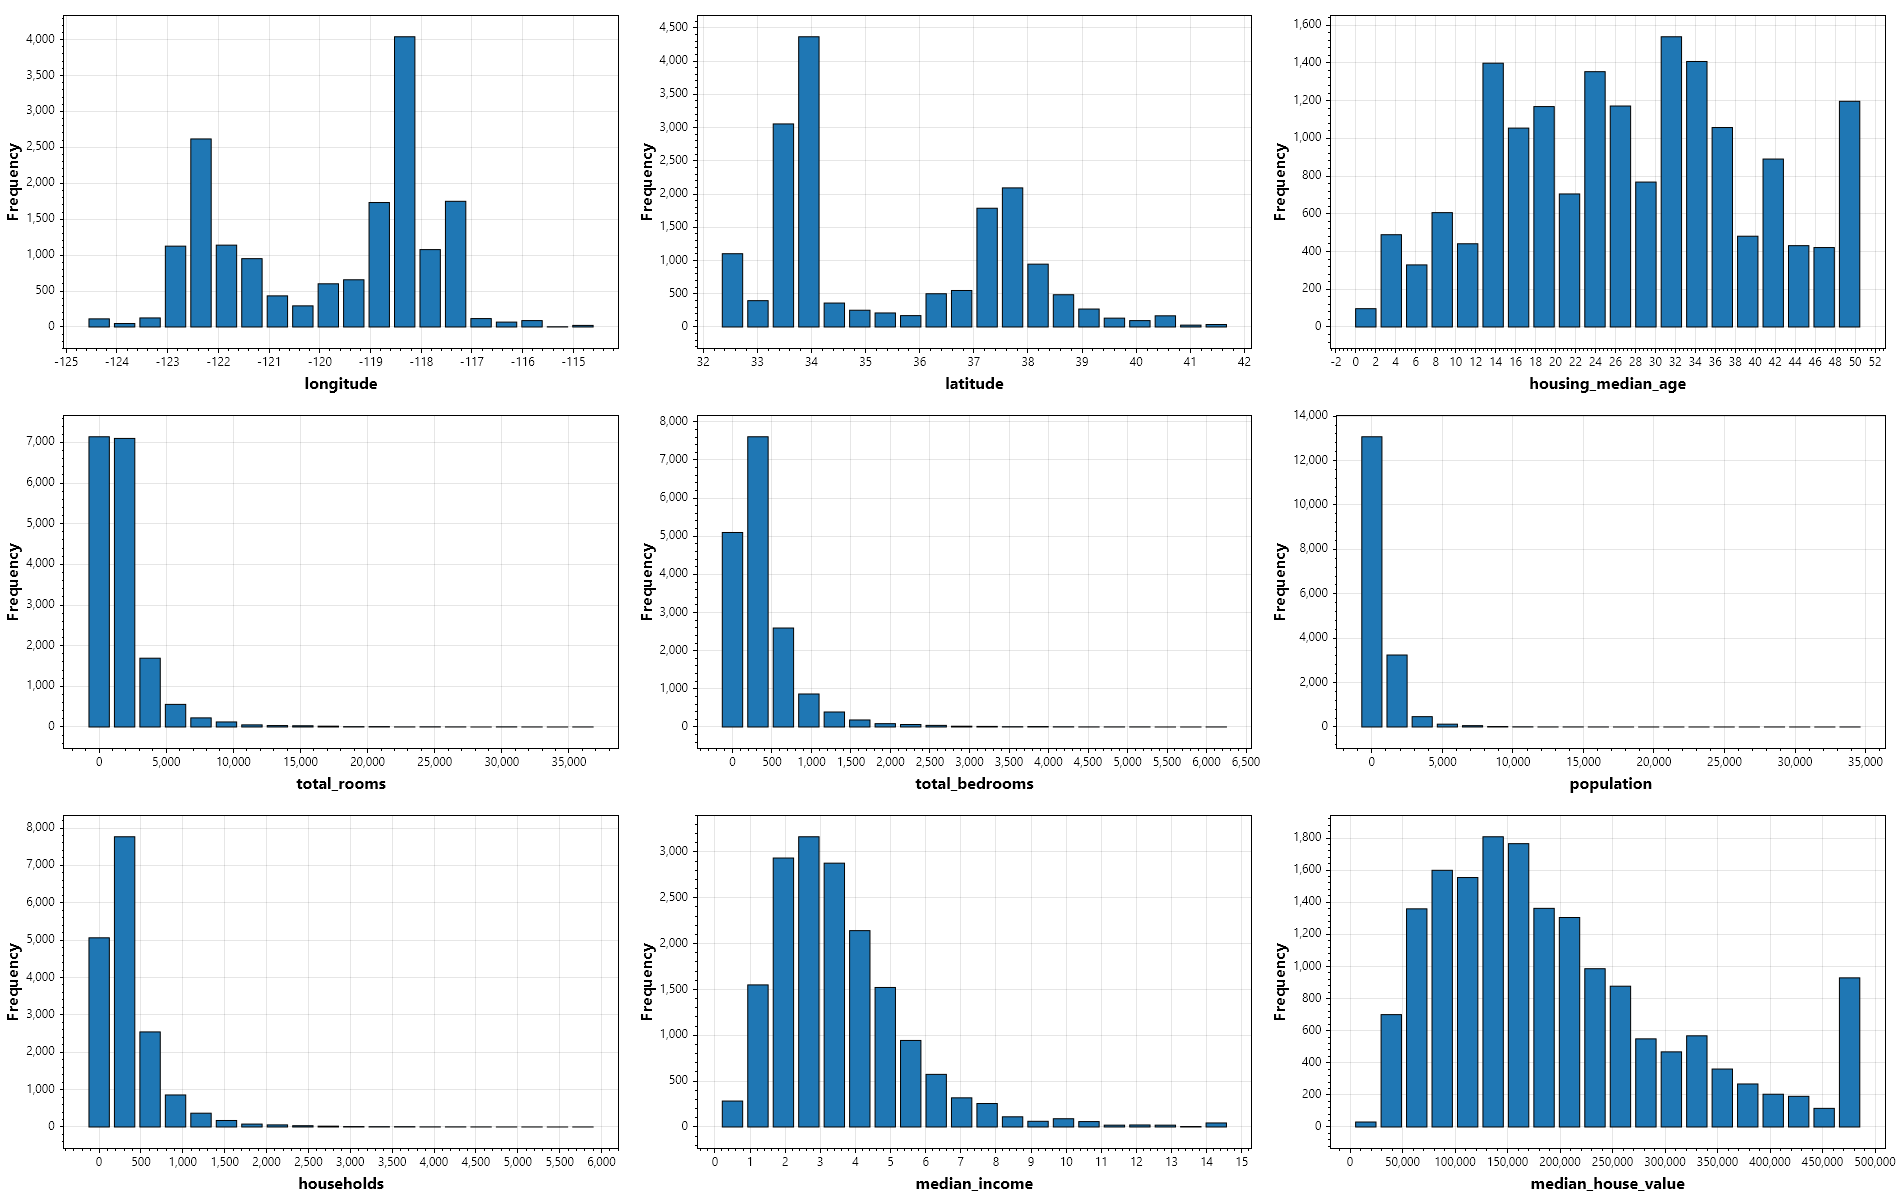 4,000
3,500
3,000
2,500
2,000
1,500
1,000
500
0
Frequency
-125 -124 -123 -122 -121 -120 -119 -118 -117 -116 -115
longitude
4,500
4,000
3,500
3,000
2,500
2,000
1,500
1,000
500
0
Frequency
32 33 34 35 36 37 38 39 40 41 42
latitude
1,600
1,400
1,200
1,000
800
600
400
200
0
Frequency
-2 0 2 4 6 8 10 12 14 16 18 20 22 24 26 28 30 32 34 36 38 40 42 44 46 48 50 52
housing_median_age
7,000
6,000
5,000
4,000
3,000
2,000
1,000
0
Frequency
0 5,000 10,000 15,000 20,000 25,000 30,000 35,000
total_rooms
8,000
7,000
6,000
5,000
4,000
3,000
2,000
1,000
0
Frequency
0 500 1,000 1,500 2,000 2,500 3,000 3,500 4,000 4,500 5,000 5,500 6,000 6,500
total_bedrooms
14,000
12,000
10,000
8,000
6,000
4,000
2,000
0
Frequency
0 5,000 10,000 15,000 20,000 25,000 30,000 35,000
population
8,000
7,000
6,000
5,000
4,000
3,000
2,000
1,000
0
Frequency
0 500 1,000 1,500 2,000 2,500 3,000 3,500 4,000 4,500 5,000 5,500 6,000
households
3,000
2,500
2,000
1,500
1,000
500
0
Frequency
0 1 2 3 4 5 6 7 8 9 10 11 12 13 14 15
median_income
1,800
1,600
1,400
1,200
1,000
800
600
400
200
0
Frequency
0 50,000 100,000 150,000 200,000 250,000 300,000 350,000 400,000 450,000 500,000
median_house_value